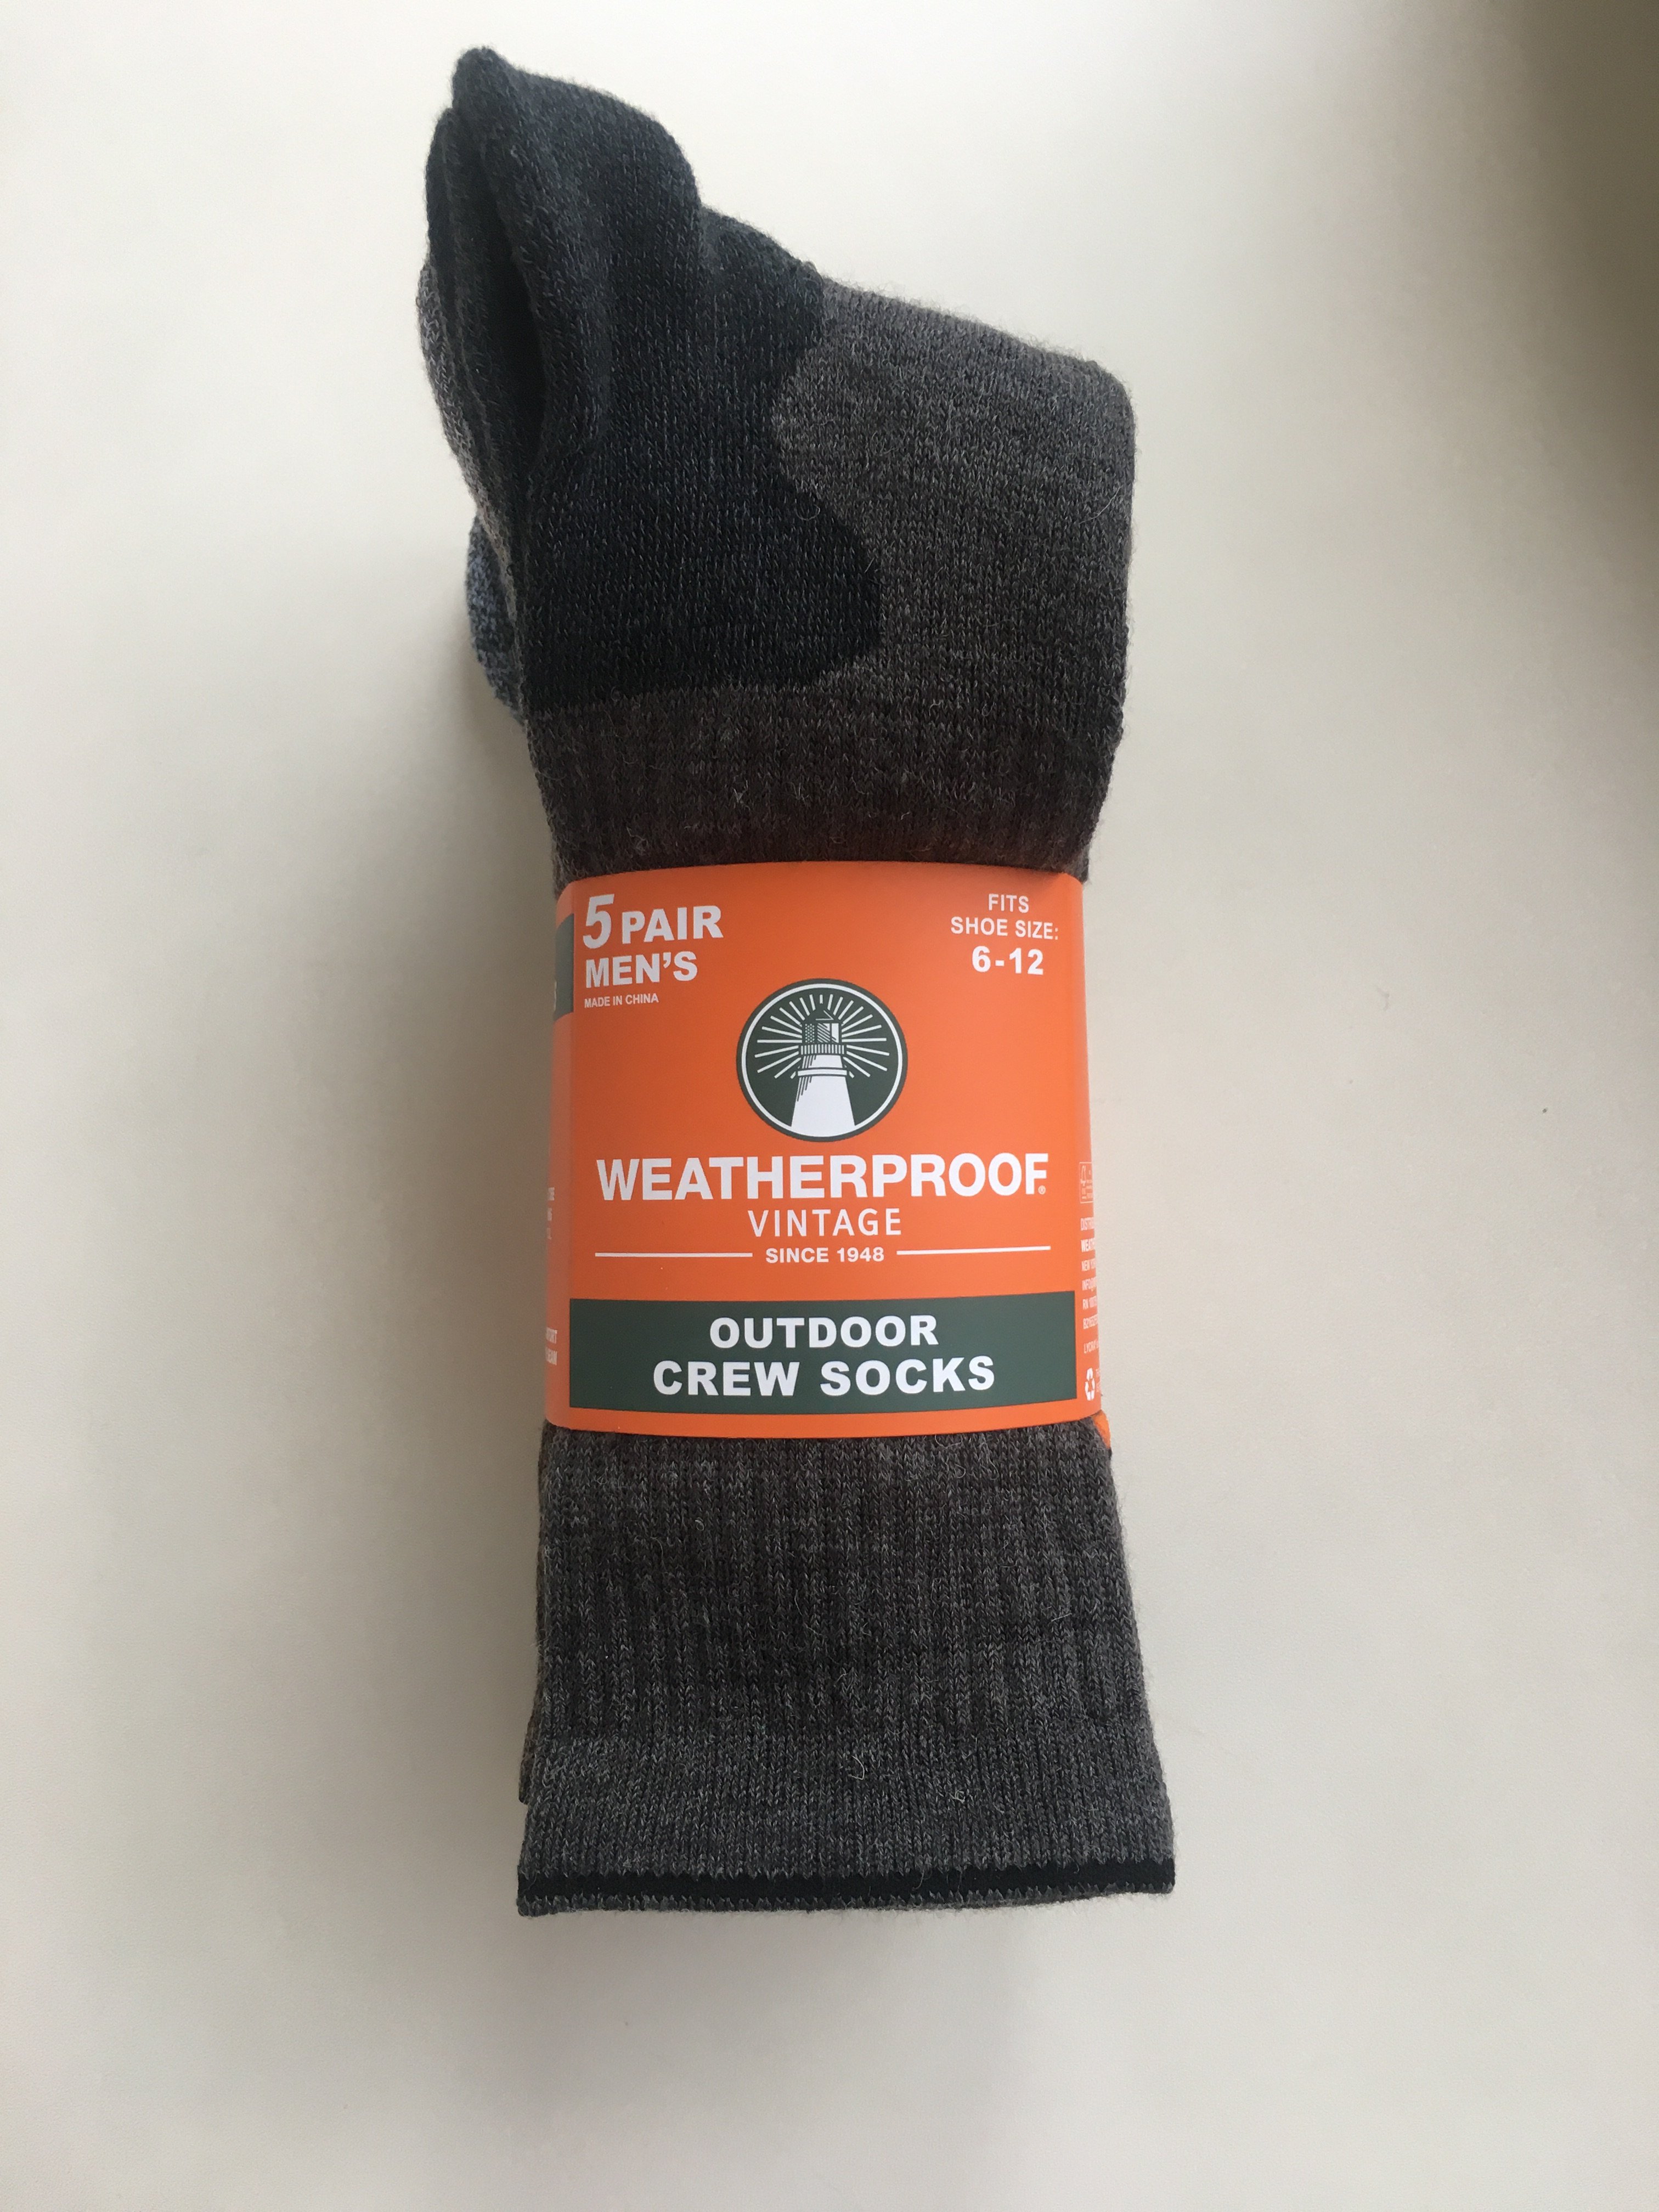 5 PAIR
MEN'S
MADE IN CHINA
FITS
SHOE SIZE:
6-12
WEATHERPROOF®
VINTAGE
SINCE 1948
OUTDOOR
CREW SOCKS